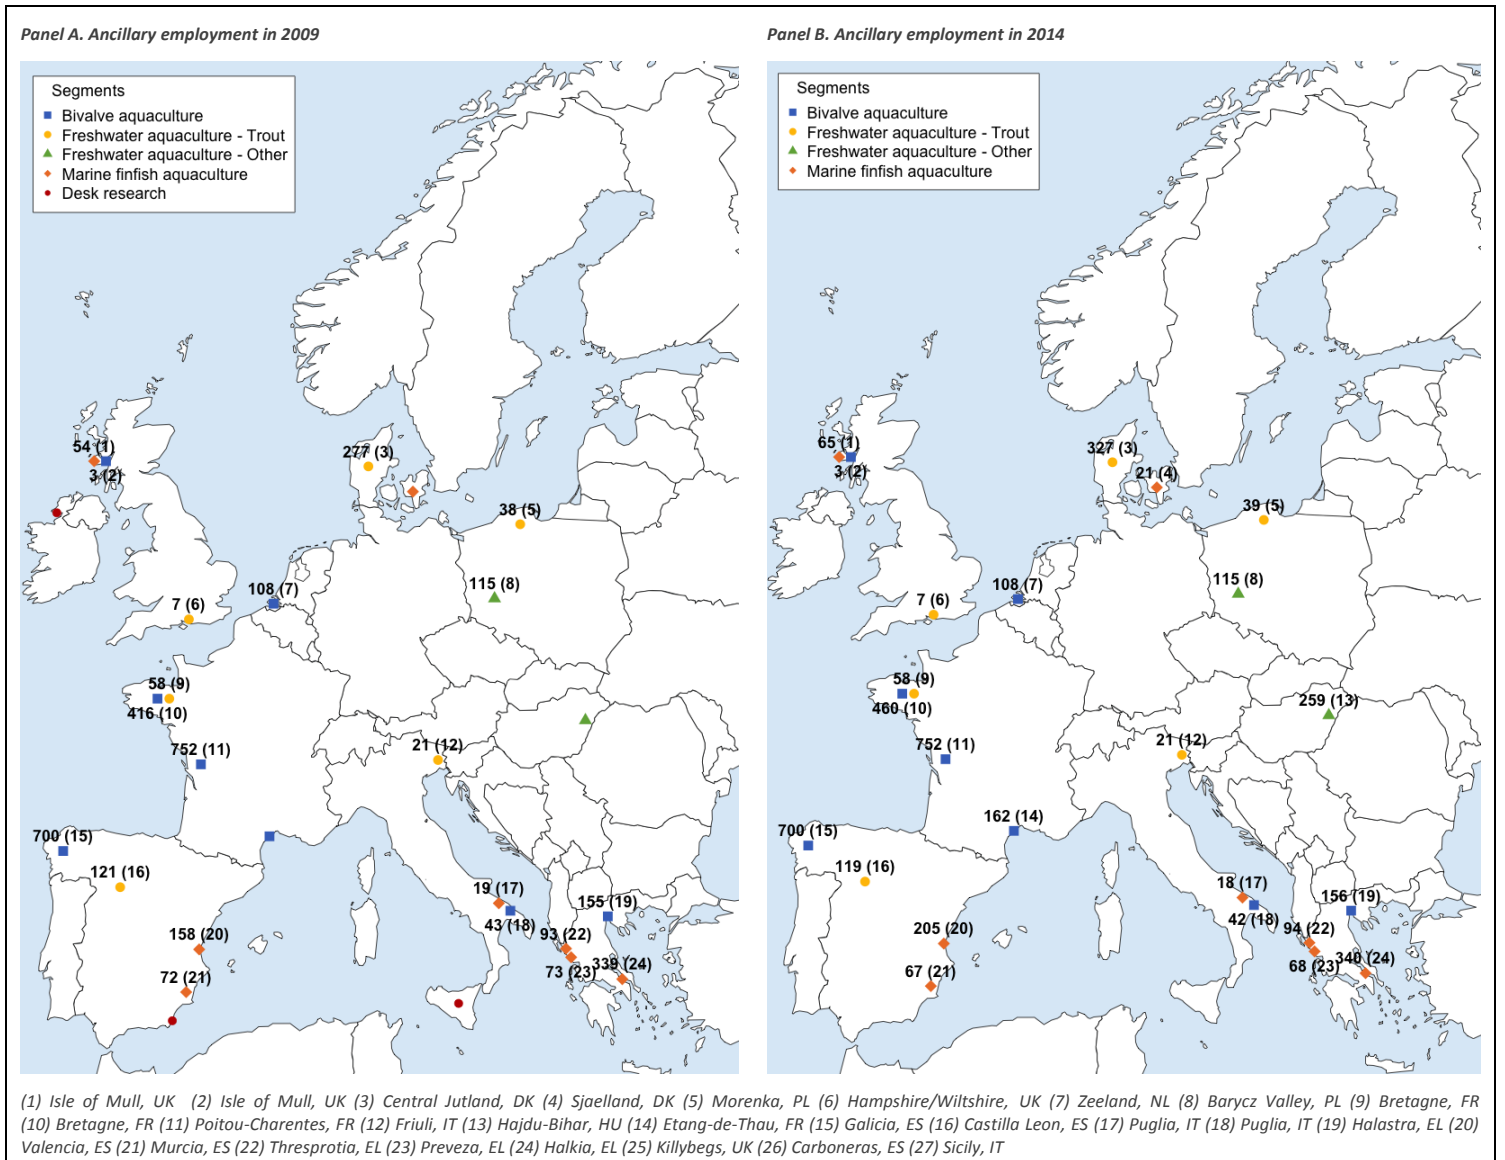 Panel A. Ancillary employment in 2009
Segments
Bivalve aquaculture
Freshwater aquaculture - Trout
Freshwater aquaculture - Other
Marine finfish aquaculture
Desk research
54 (1)
3 (2)
277 (3)
38 (5)
115 (8)
108 (7)
7 (6)
58 (9)
416 (10)
752 (11)
21 (12)
700 (15)
121 (16)
19 (17)
43 (18)
155 (19)
158 (20)
93 (22)
73 (23)
339 (24)
72 (21)
Panel B. Ancillary employment in 2014
Segments
Bivalve aquaculture
Freshwater aquaculture - Trout
Freshwater aquaculture - Other
Marine finfish aquaculture
65 (1)
3 (2)
327 (3)
21 (4)
39 (5)
115 (8)
108 (7)
7 (6)
58 (9)
460 (10)
259 (13)
752 (11)
21 (12)
162 (14)
700 (15)
119 (16)
18 (17)
42 (18)
156 (19)
205 (20)
94 (22)
68 (23)
340 (24)
67 (21)
(1) Isle of Mull, UK (2) Isle of Mull, UK (3) Central Jutland, DK (4) Sjaelland, DK (5) Morenka, PL (6) Hampshire/Wiltshire, UK (7) Zeeland, NL (8) Barycz Valley, PL (9) Bretagne, FR
(10) Bretagne, FR (11) Poitou-Charentes, FR (12) Friuli, IT (13) Hajdu-Bihar, HU (14) Etang-de-Thau, FR (15) Galicia, ES (16) Castilla Leon, ES (17) Puglia, IT (18) Puglia, IT (19) Halastra, EL (20)
Valencia, ES (21) Murcia, ES (22) Thresprotia, EL (23) Preveza, EL (24) Halkia, EL (25) Killybegs, UK (26) Carboneras, ES (27) Sicily, IT